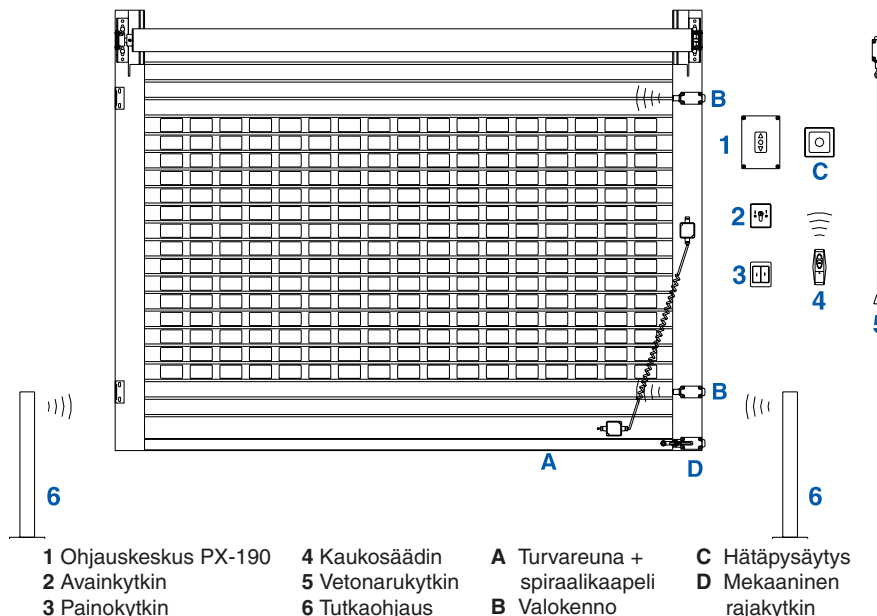 B
1
C
2
3
4
5
B
A
D
6
6
1 Ohjauskeskus PX-190
2 Avainkytkin
3 Painokytkin
4 Kaukosäädin
5 Vetonarukytkin
6 Tutkaohjaus
A Turvareuna +
spiraalikaapeli
B Valokenno
C Hätäpysäytys
D Mekaaninen
rajakytkin